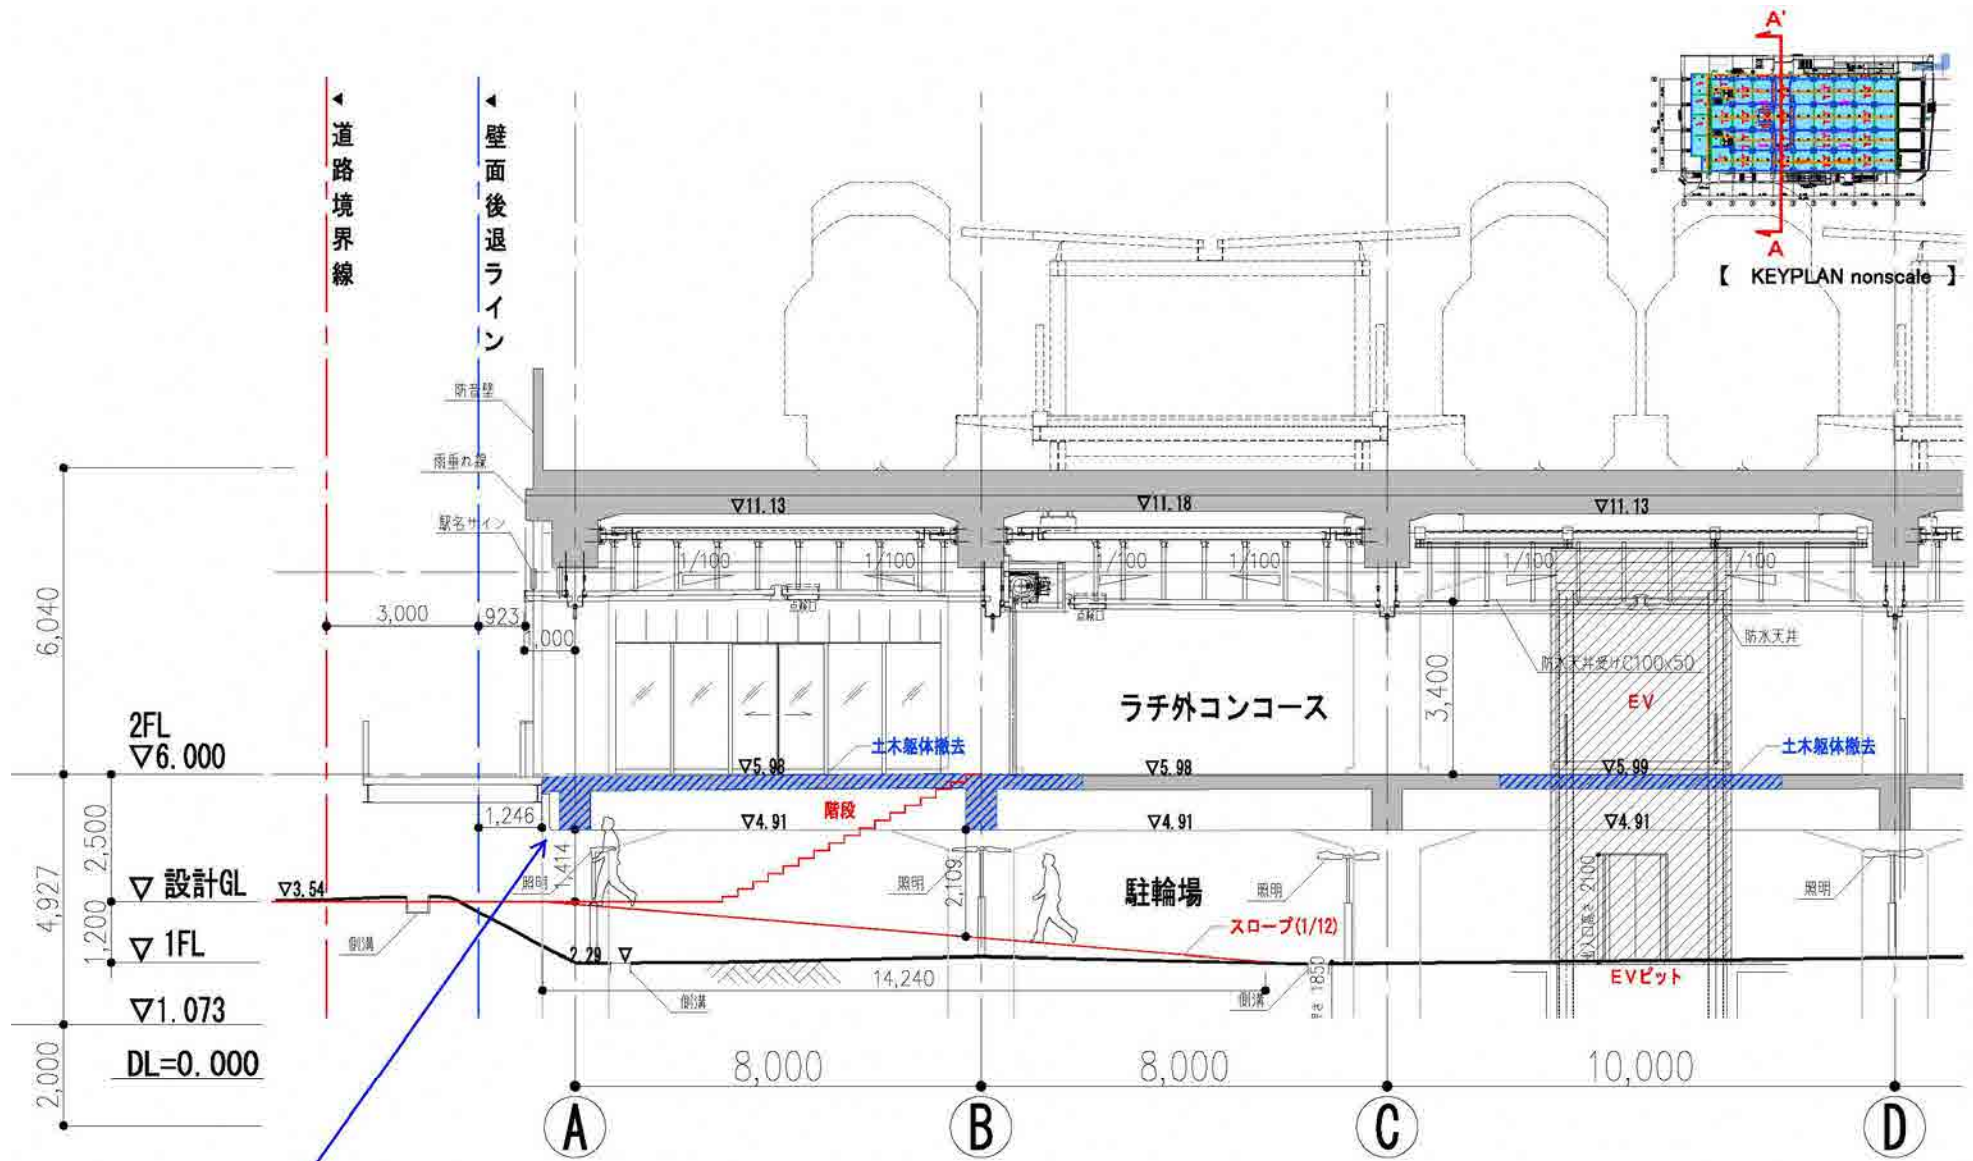 A'
A
【 KEYPLAN nonscale 】
道路境界線
壁面後退ライン
防音壁
雨垂れ線
駅名サイン
▽11.13
▽11.18
▽11.13
1/100
1/100
1/100
1/100
1/100
1/100
点検口
点検口
3,000
923
1,000
6,040
防水天井
防水天井受けC100x50
3,400
ラチ外コンコース
EV
2FL
▽6.000
土木躯体撤去
土木躯体撤去
▽5.98
▽5.98
▽5.99
階段
1,246
▽4.91
▽4.91
▽4.91
2,500
4,927
1,414
2,109
照明
照明
照明
照明
駐輪場
出入口高さ 2100
▽ 設計GL
▽3.54
スロープ(1/12)
1,200
▽ 1FL
側溝
2.29 ▽
14,240
側溝
側溝
高さ 1850
EVピット
▽1.073
DL=0.000
2,000
8,000
8,000
10,000
A
B
C
D